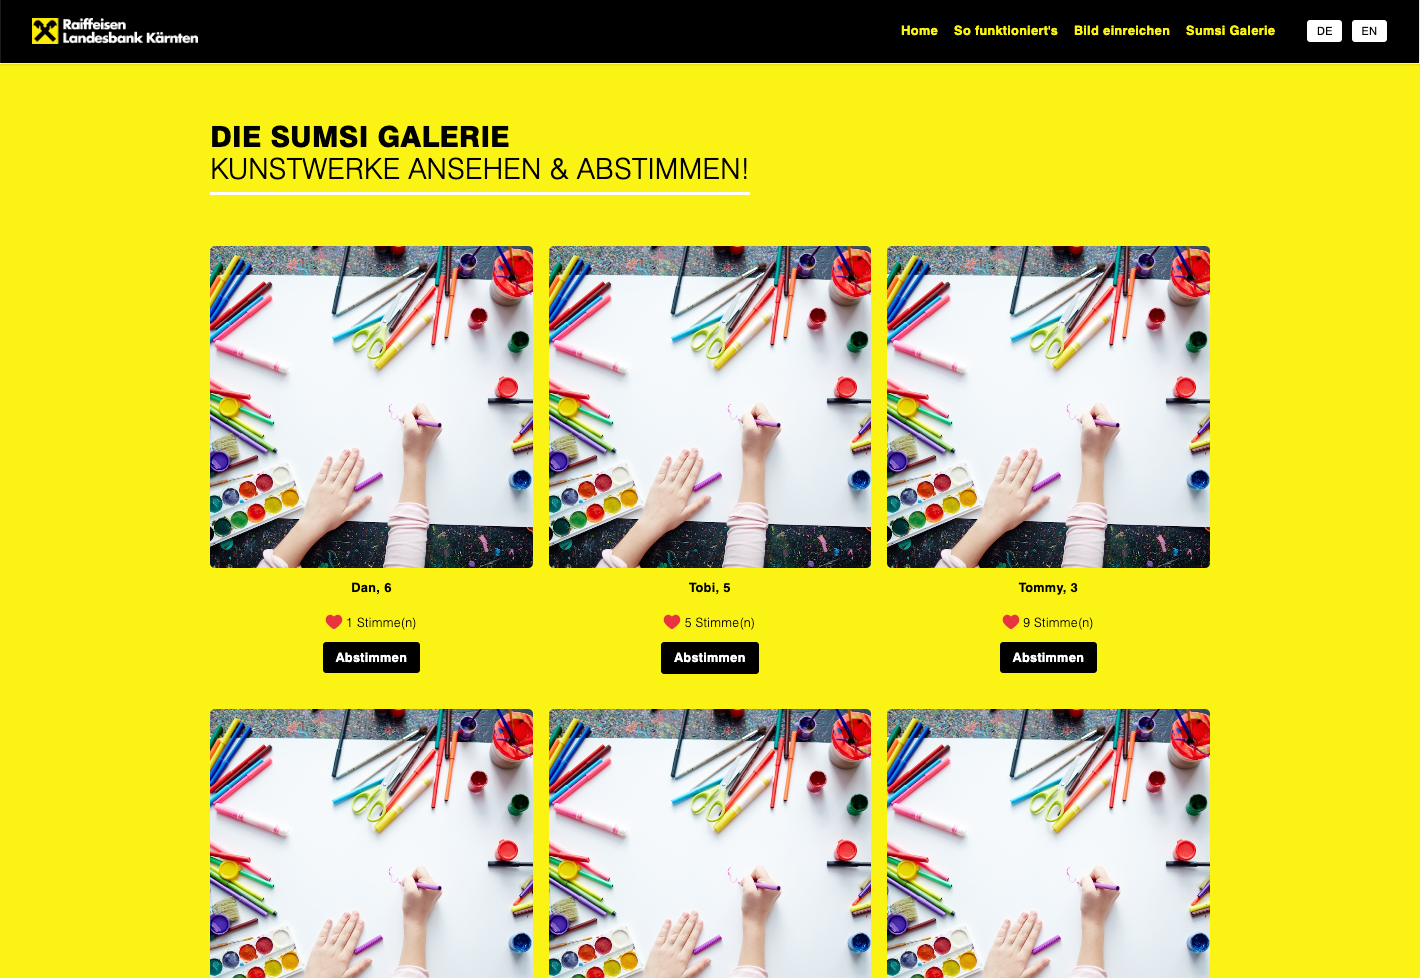 Raiffeisen
Landesbank Kärnten
Home So funktioniert's Bild einreichen Sumsi Galerie DE EN
DIE SUMSI GALERIE
KUNSTWERKE ANSEHEN & ABSTIMMEN!
Dan, 6
1 Stimme(n)
Abstimmen
Tobi, 5
5 Stimme(n)
Abstimmen
Tommy, 3
9 Stimme(n)
Abstimmen